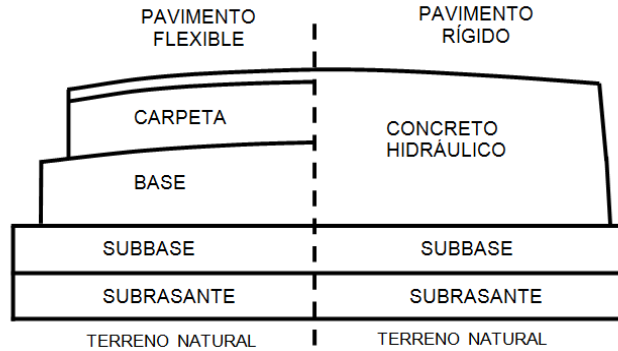 PAVIMENTO
FLEXIBLE
PAVIMENTO
RÍGIDO
CARPETA
BASE
CONCRETO
HIDRÁULICO
SUBBASE
SUBBASE
SUBRASANTE
SUBRASANTE
TERRENO NATURAL
TERRENO NATURAL